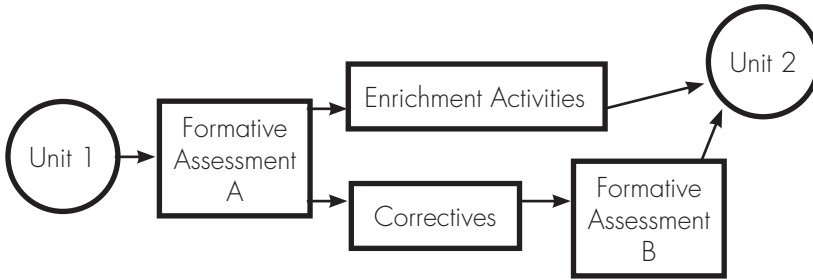 Unit 1
Formative
Assessment
A
Enrichment Activities
Correctives
Formative
Assessment
B
Unit 2